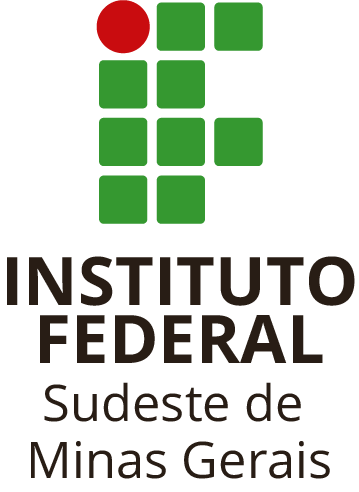 INSTITUTO
FEDERAL
Sudeste de
Minas Gerais